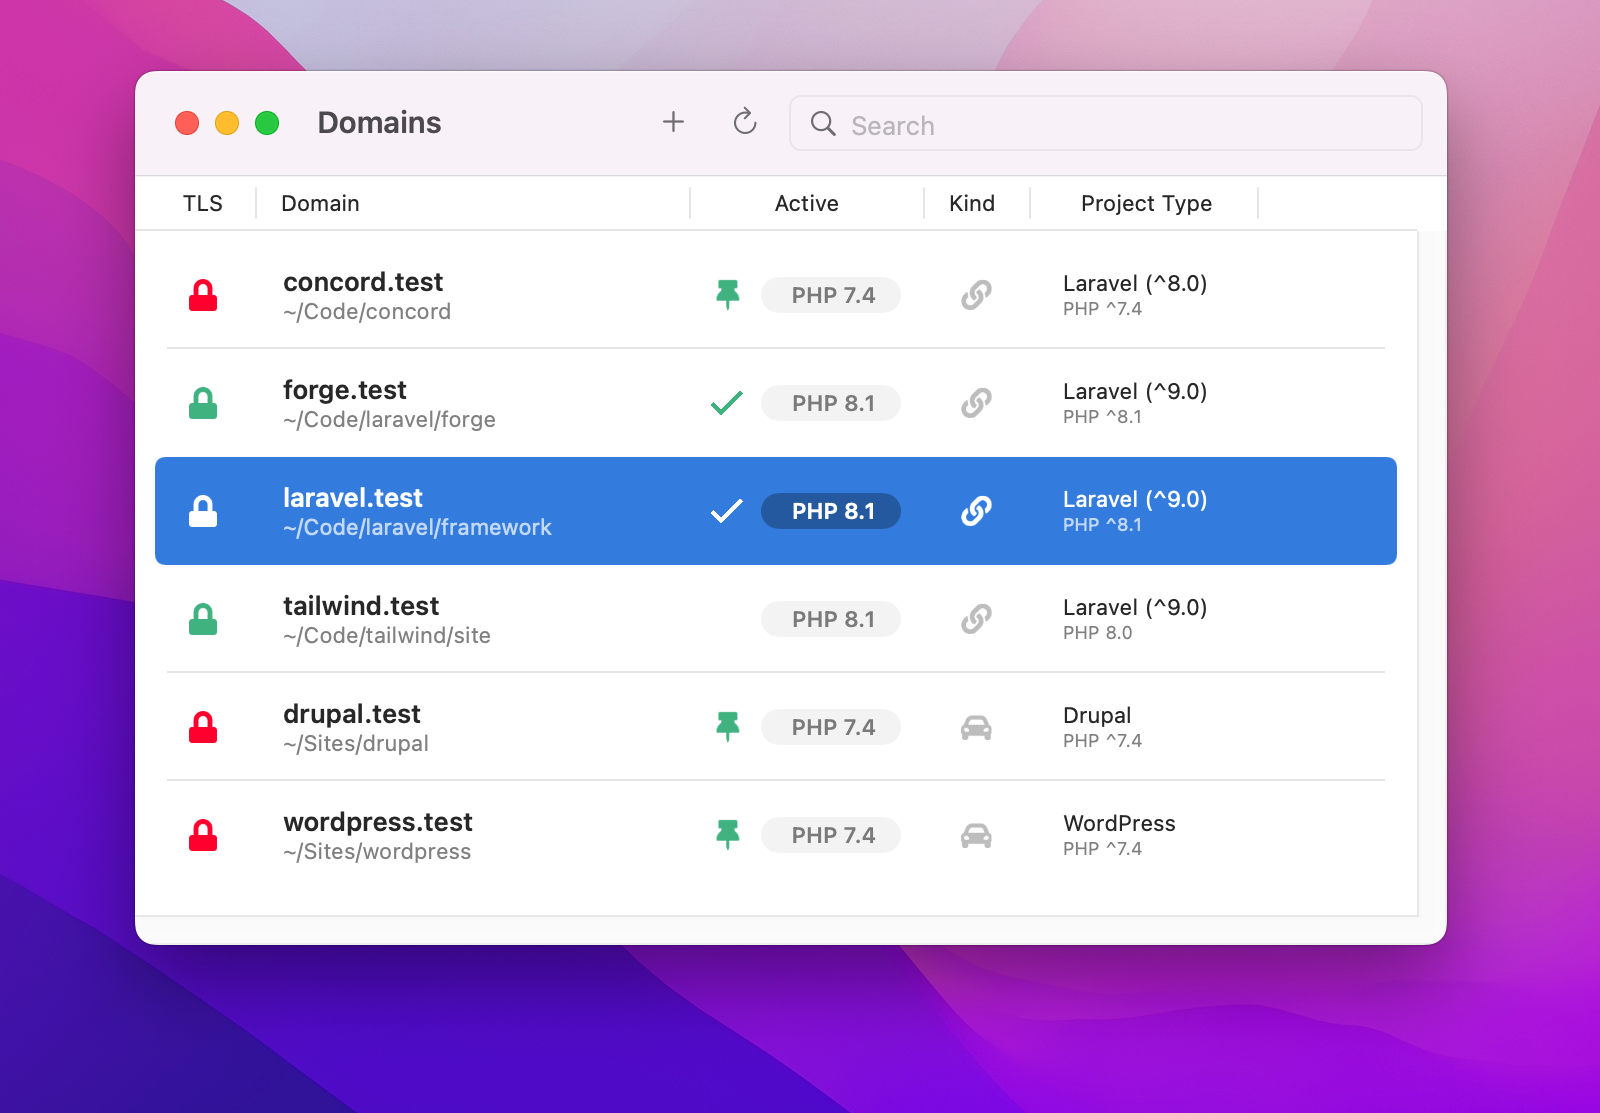 Domains
Search
TLS Domain Active Kind Project Type
concord.test
~/Code/concord
PHP 7.4
Laravel (^8.0)
PHP ^7.4
forge.test
~/Code/laravel/forge
PHP 8.1
Laravel (^9.0)
PHP ^8.1
laravel.test
~/Code/laravel/framework
PHP 8.1
Laravel (^9.0)
PHP ^8.1
tailwind.test
~/Code/tailwind/site
PHP 8.1
Laravel (^9.0)
PHP 8.0
drupal.test
~/Sites/drupal
PHP 7.4
Drupal
PHP ^7.4
wordpress.test
~/Sites/wordpress
PHP 7.4
WordPress
PHP ^7.4